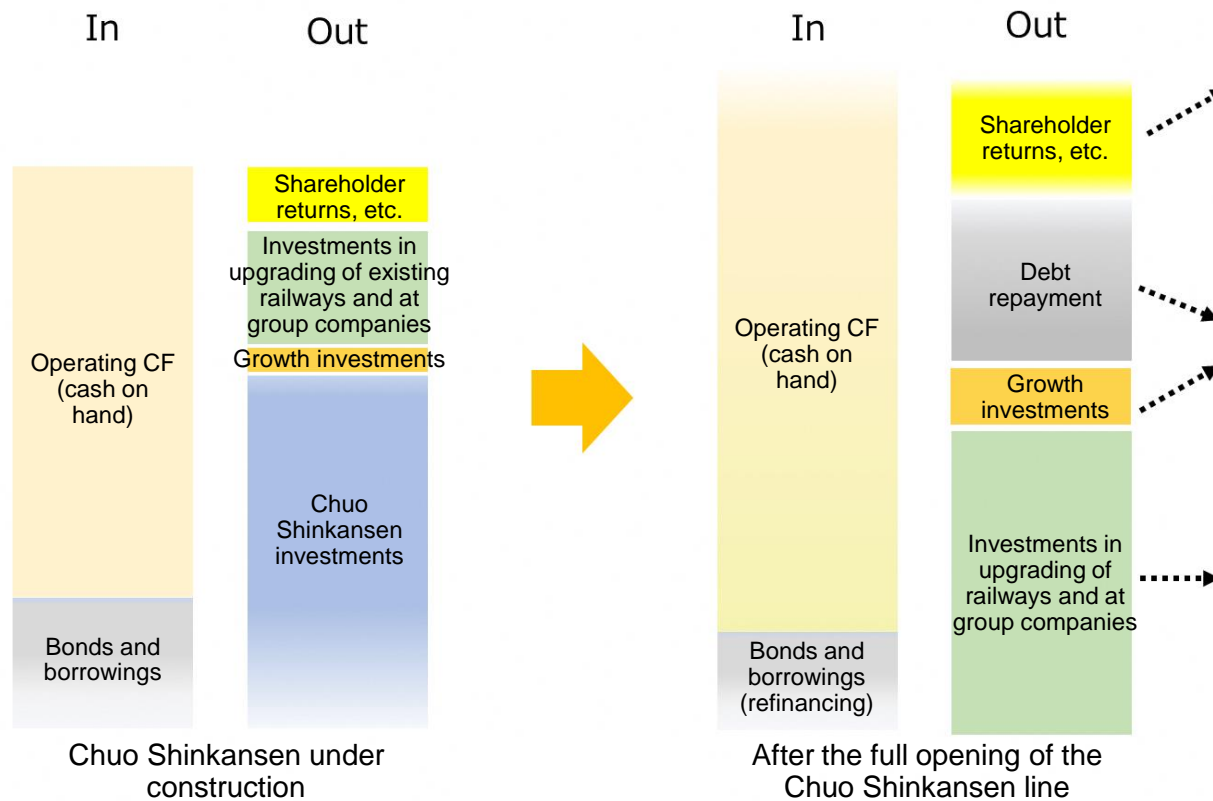 In
Out
Operating CF
(cash on
hand)
Bonds and
borrowings
Shareholder
returns, etc.
Investments in
upgrading of existing
railways and at
group companies
Growth investments
Chuo
Shinkansen
investments
Chuo Shinkansen under
construction
In
Out
Operating CF
(cash on
hand)
Bonds and
borrowings
(refinancing)
Shareholder
returns, etc.
Debt
repayment
Growth
investments
Investments in
upgrading of
railways and at
group companies
After the full opening of the
Chuo Shinkansen line